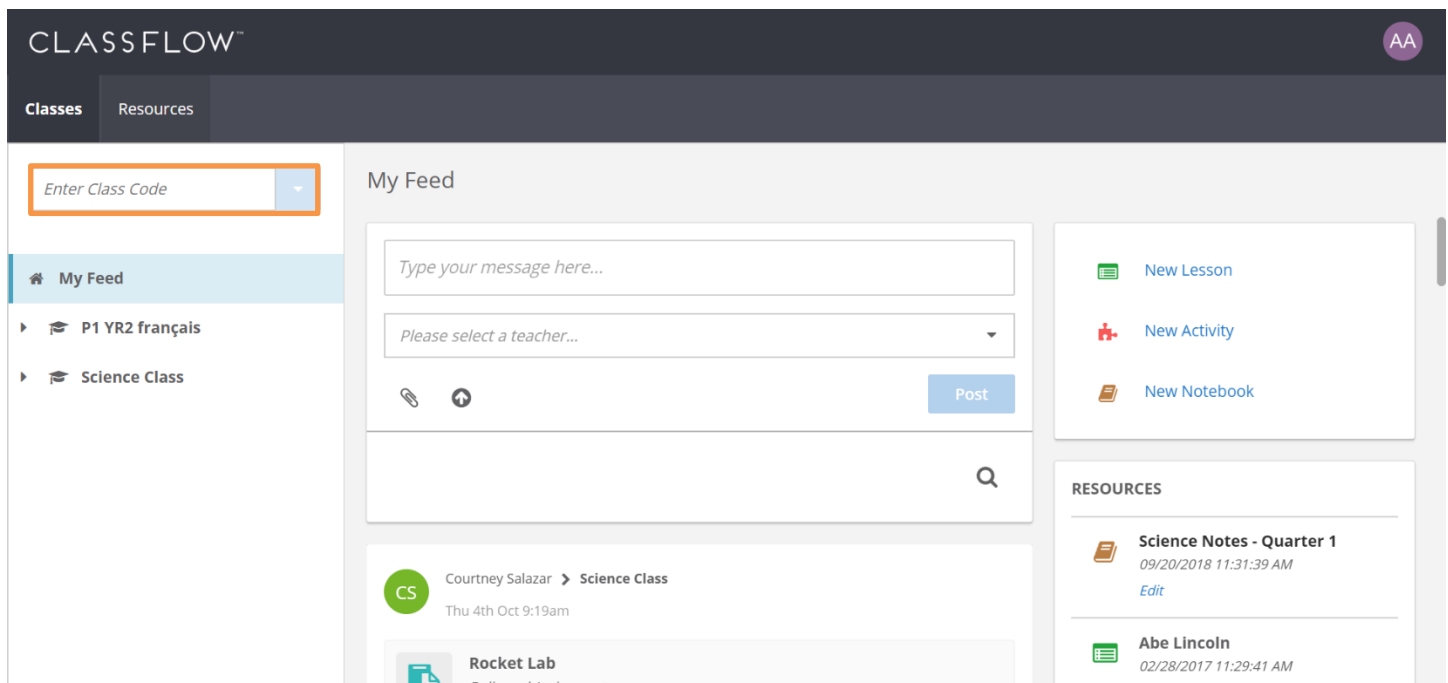 CLASSFLOW™
AA
Classes
Resources
Enter Class Code
My Feed
P1 YR2 français
Science Class
My Feed
Type your message here...
Please select a teacher...
Post
CS
Courtney Salazar > Science Class
Thu 4th Oct 9:19am
Rocket Lab
New Lesson
New Activity
New Notebook
RESOURCES
Science Notes - Quarter 1
09/20/2018 11:31:39 AM
Edit
Abe Lincoln
02/28/2017 11:29:41 AM